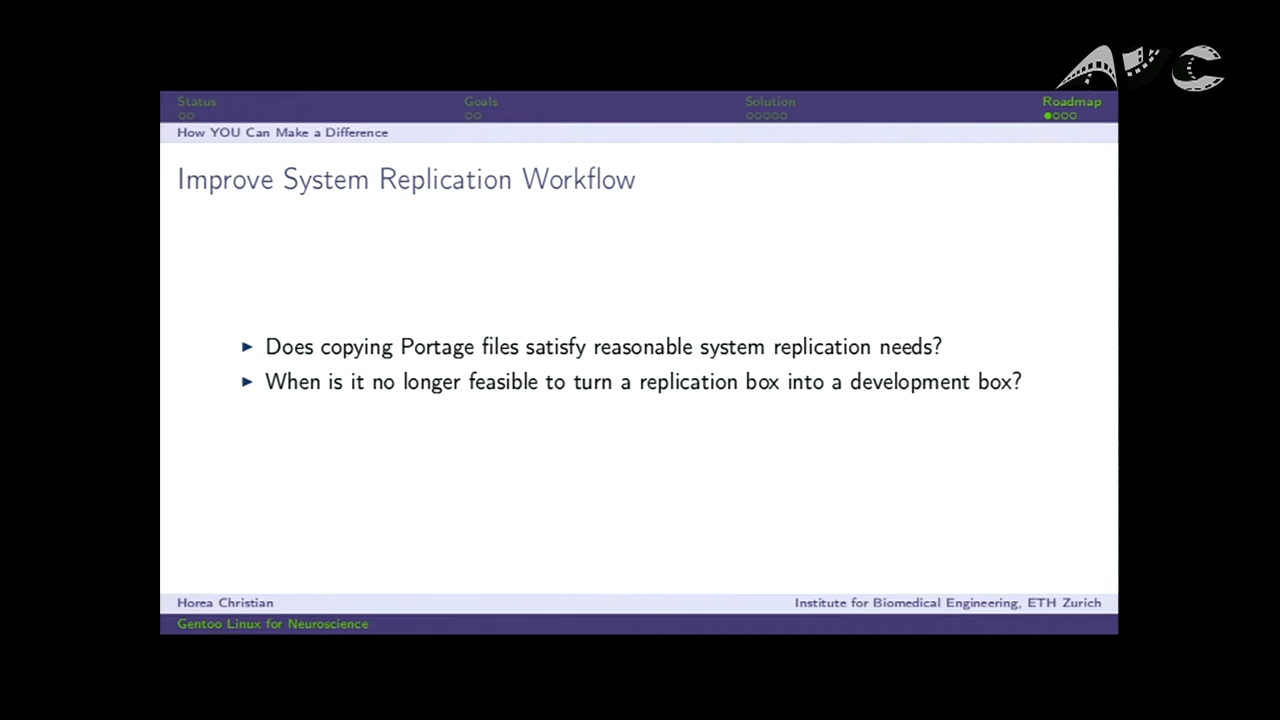 AVC
Status Goals Solution Roadmap
How YOU Can Make a Difference
Improve System Replication Workflow
Does copying Portage files satisfy reasonable system replication needs?
When is it no longer feasible to turn a replication box into a development box?
Horea Christian Institute for Biomedical Engineering, ETH Zurich
Gentoo Linux for Neuroscience